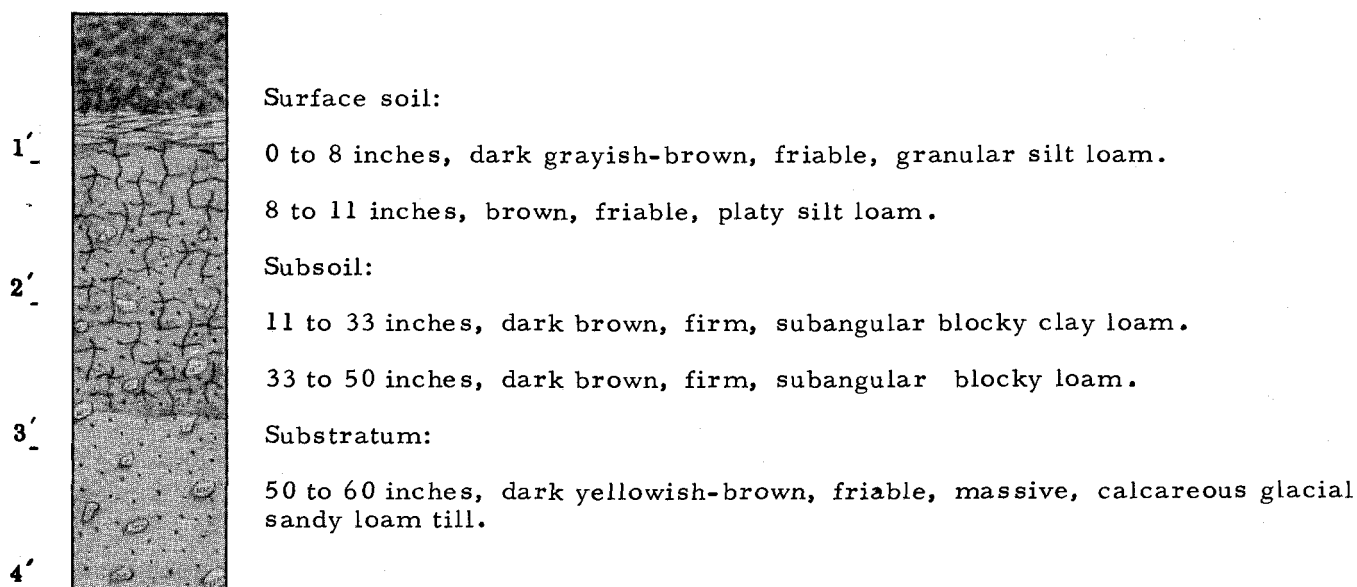 Surface soil:
1′
0 to 8 inches, dark grayish-brown, friable, granular silt loam.
8 to 11 inches, brown, friable, platy silt loam.
Subsoil:
2′
11 to 33 inches, dark brown, firm, subangular blocky clay loam.
33 to 50 inches, dark brown, firm, subangular blocky loam.
3′
Substratum:
50 to 60 inches, dark yellowish-brown, friable, massive, calcareous glacial
sandy loam till.
4′